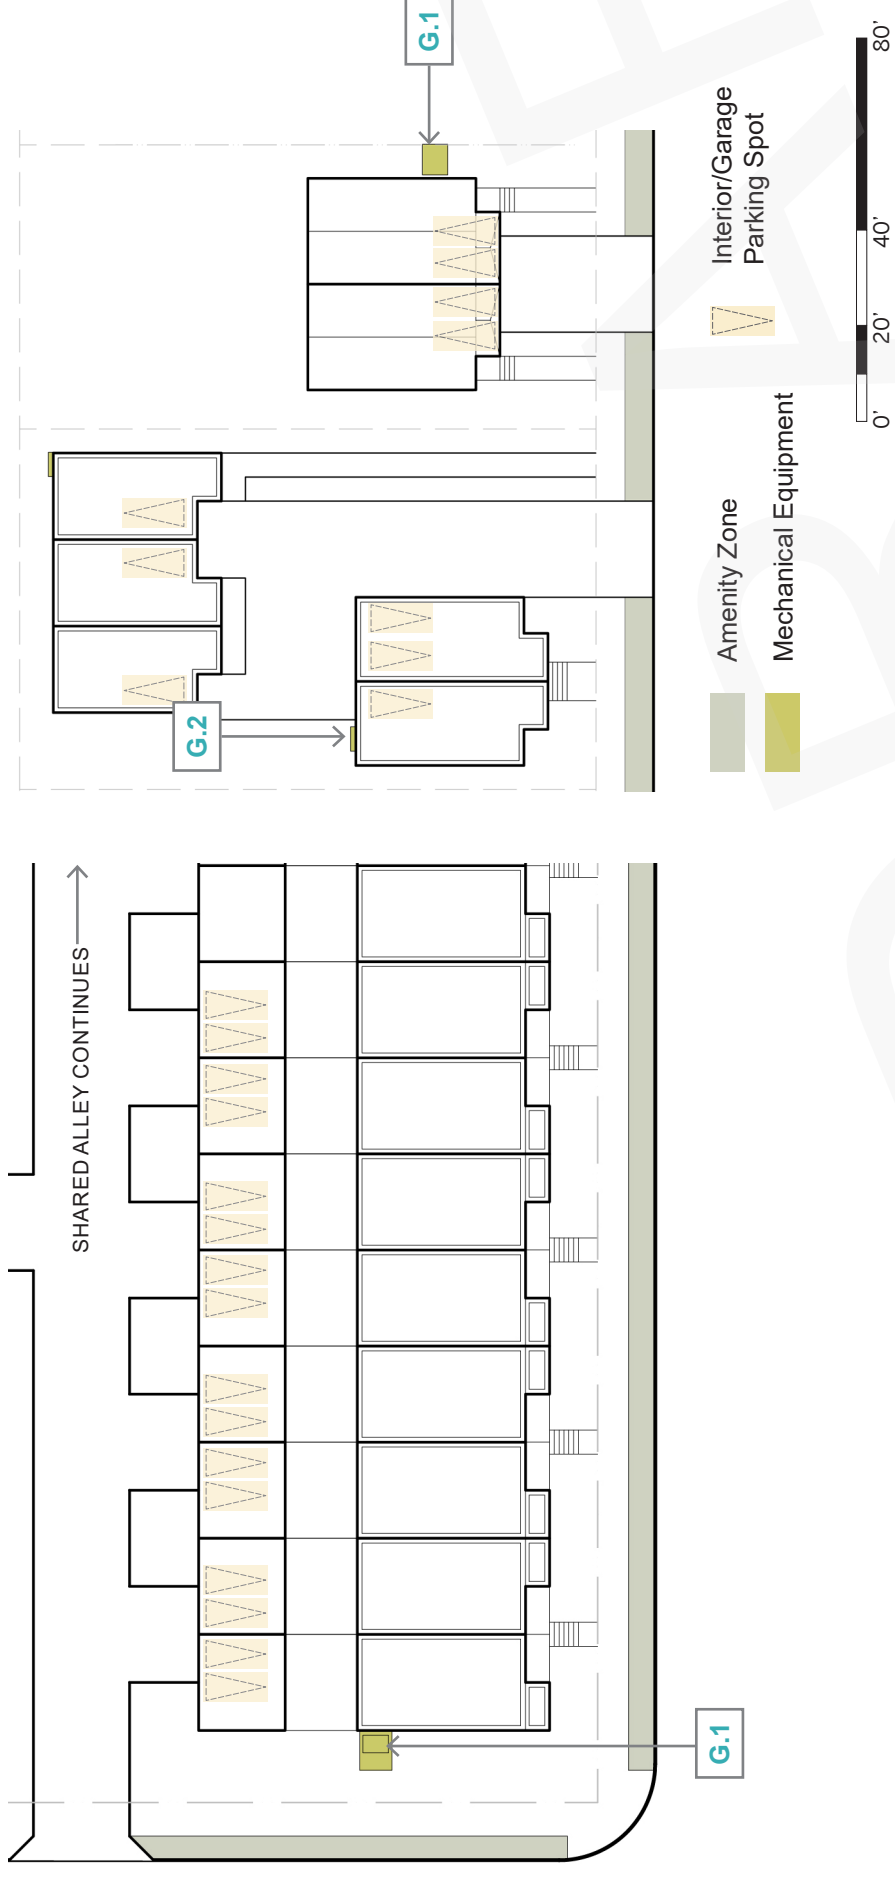 SHARED ALLEY CONTINUES
G.1
G.2
G.1
Amenity Zone
Mechanical Equipment
Interior/Garage
Parking Spot
0' 20' 40' 80'